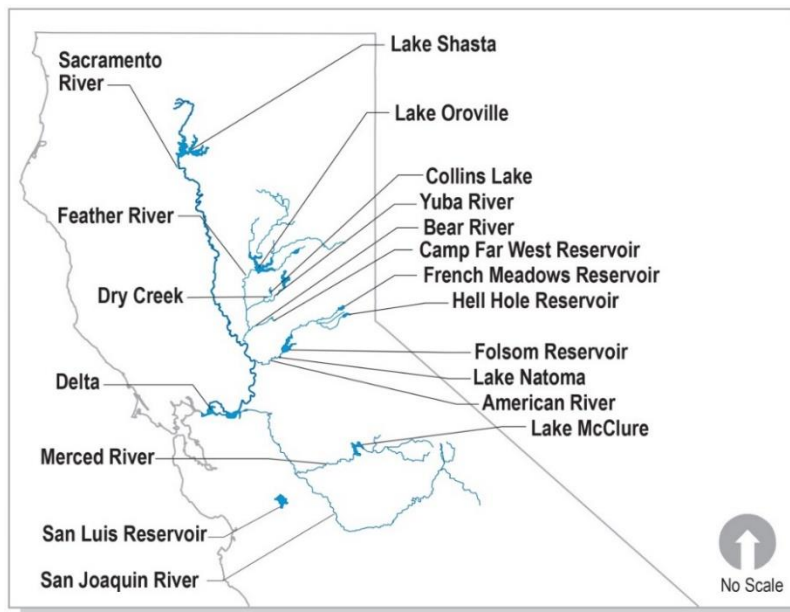 Lake Shasta
Sacramento
River
Lake Oroville
Collins Lake
Yuba River
Feather River
Bear River
Camp Far West Reservoir
French Meadows Reservoir
Dry Creek
Hell Hole Reservoir
Folsom Reservoir
Lake Natoma
Delta
American River
Lake McClure
Merced River
San Luis Reservoir
San Joaquin River
No Scale